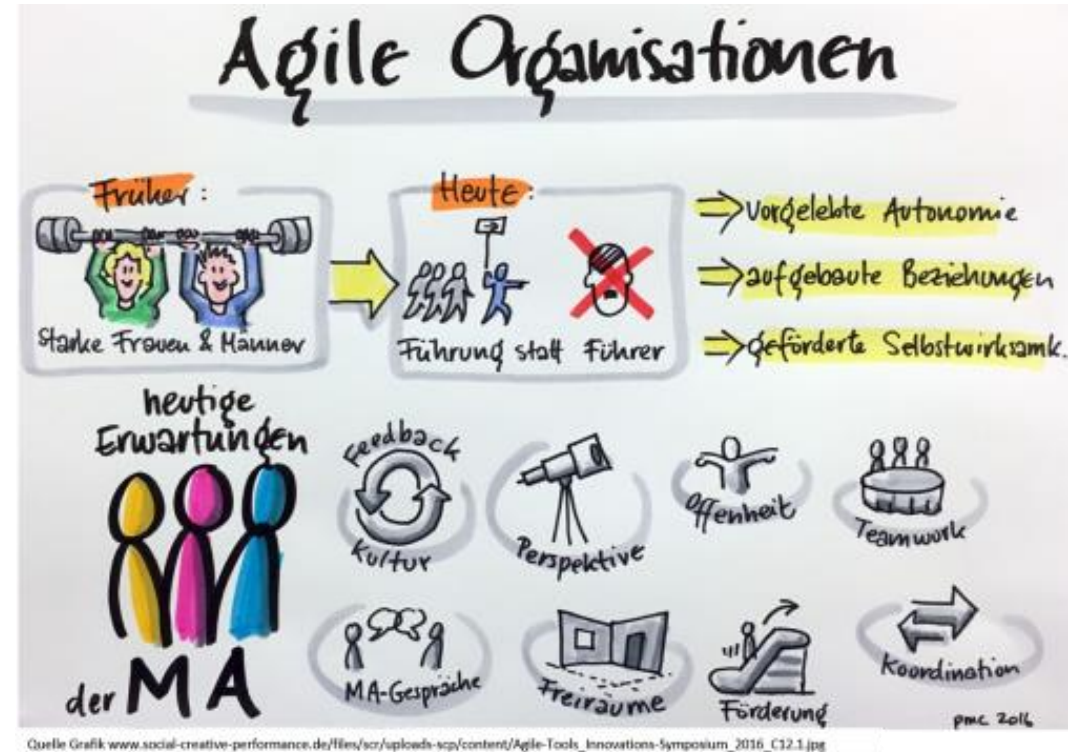 Agile Organisationen
Früher:
Starke Frauen & Männer
Heute:
Führung statt Führer
vorgelebte Autonomie
aufgebaute Beziehungen
geförderte Selbstwirksamk.
heutige
Erwartungen
der MA
Feedback
Kultur
Perspektive
Offenheit
Teamwork
MA-Gespräche
Freiräume
Förderung
Koordination
pmc 2016
Quelle Grafik www.social-creative-performance.de/files/scr/uploads-scp/content/Agile-Tools_Innovations-Symposium_2016_C12.1.jpg